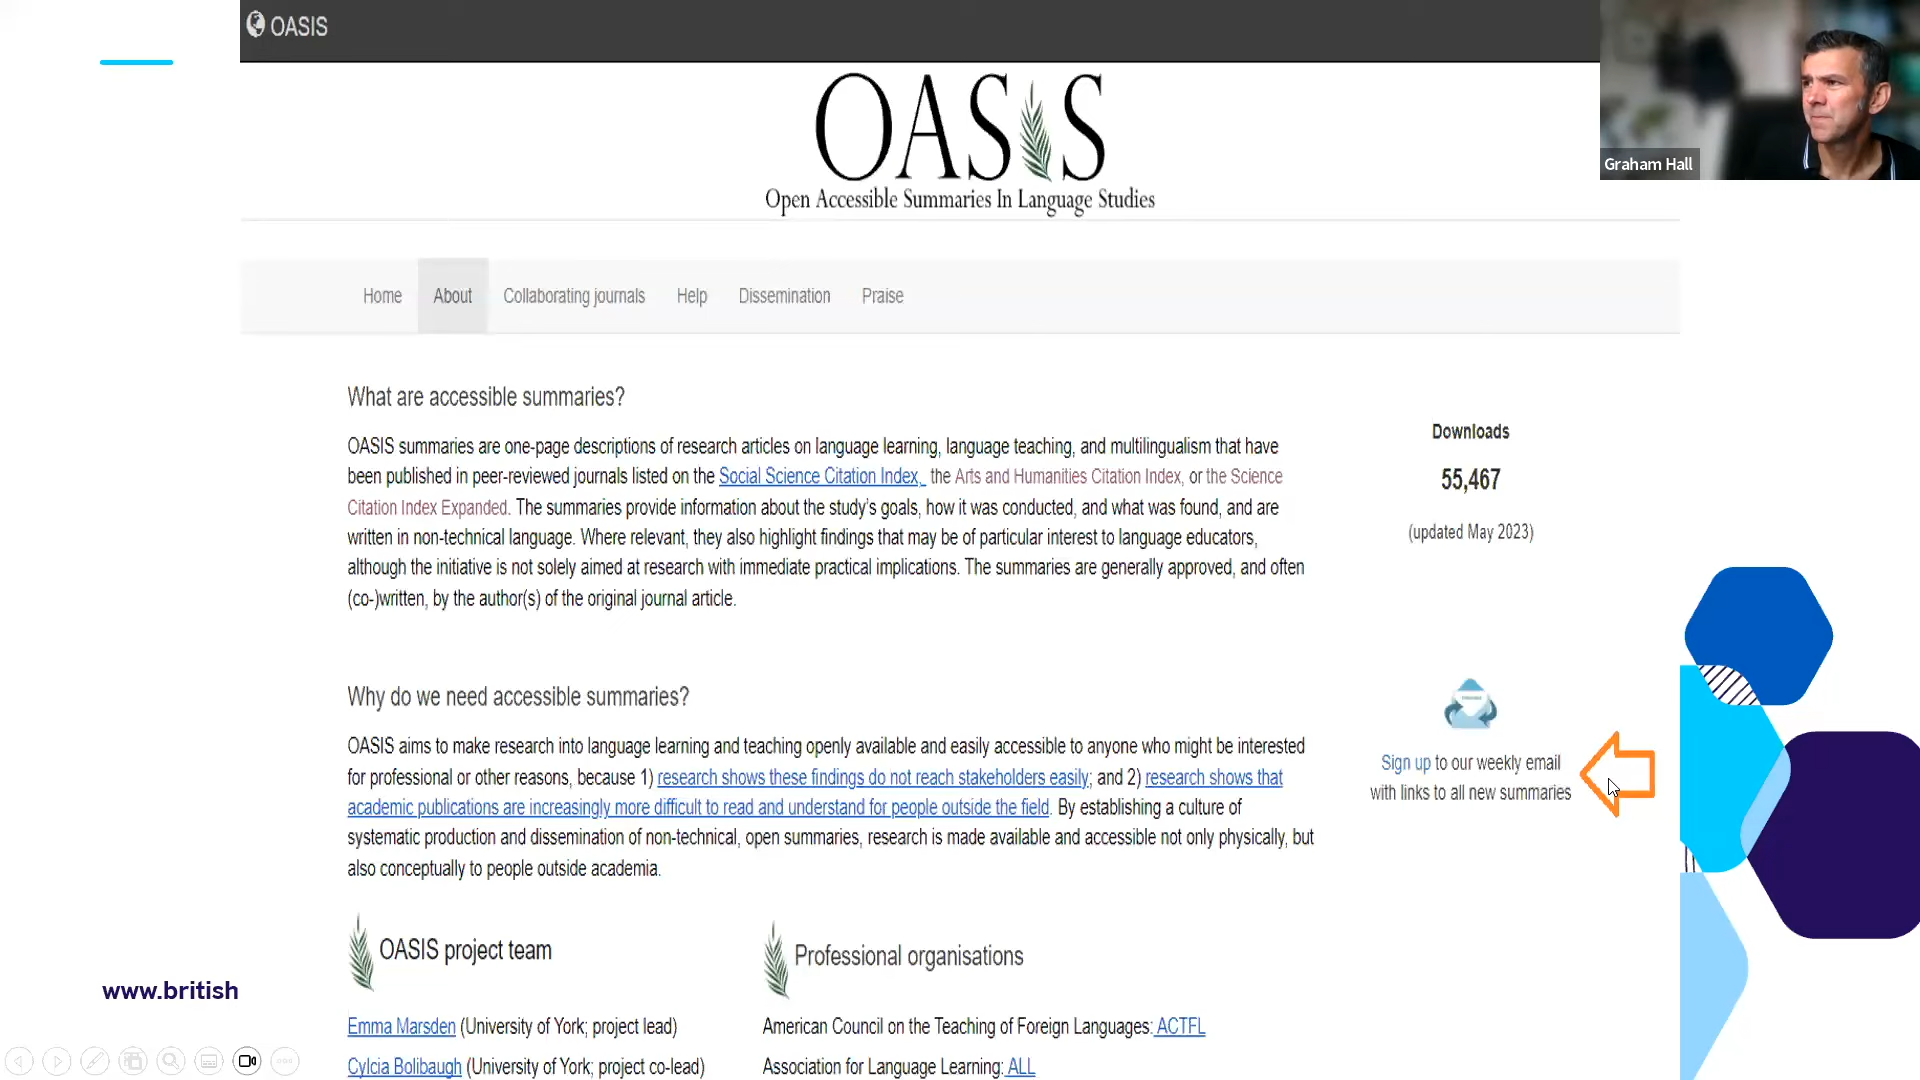 OASIS
OASIS
Open Accessible Summaries In Language Studies
Graham Hall
Home About Collaborating journals Help Dissemination Praise
What are accessible summaries?
OASIS summaries are one-page descriptions of research articles on language learning, language teaching, and multilingualism that have
been published in peer-reviewed journals listed on the Social Science Citation Index, the Arts and Humanities Citation Index, or the Science
Citation Index Expanded. The summaries provide information about the study's goals, how it was conducted, and what was found, and are
written in non-technical language. Where relevant, they also highlight findings that may be of particular interest to language educators,
although the initiative is not solely aimed at research with immediate practical implications. The summaries are generally approved, and often
(co-)written, by the author(s) of the original journal article.
Downloads
55,467
(updated May 2023)
Why do we need accessible summaries?
OASIS aims to make research into language learning and teaching openly available and easily accessible to anyone who might be interested
for professional or other reasons, because 1) research shows these findings do not reach stakeholders easily; and 2) research shows that
academic publications are increasingly more difficult to read and understand for people outside the field. By establishing a culture of
systematic production and dissemination of non-technical, open summaries, research is made available and accessible not only physically, but
also conceptually to people outside academia.
Sign up to our weekly email
with links to all new summaries
OASIS project team
Emma Marsden (University of York; project lead)
Cylcia Bolibaugh (University of York; project co-lead)
Professional organisations
American Council on the Teaching of Foreign Languages: ACTFL
Association for Language Learning: ALL
www.british